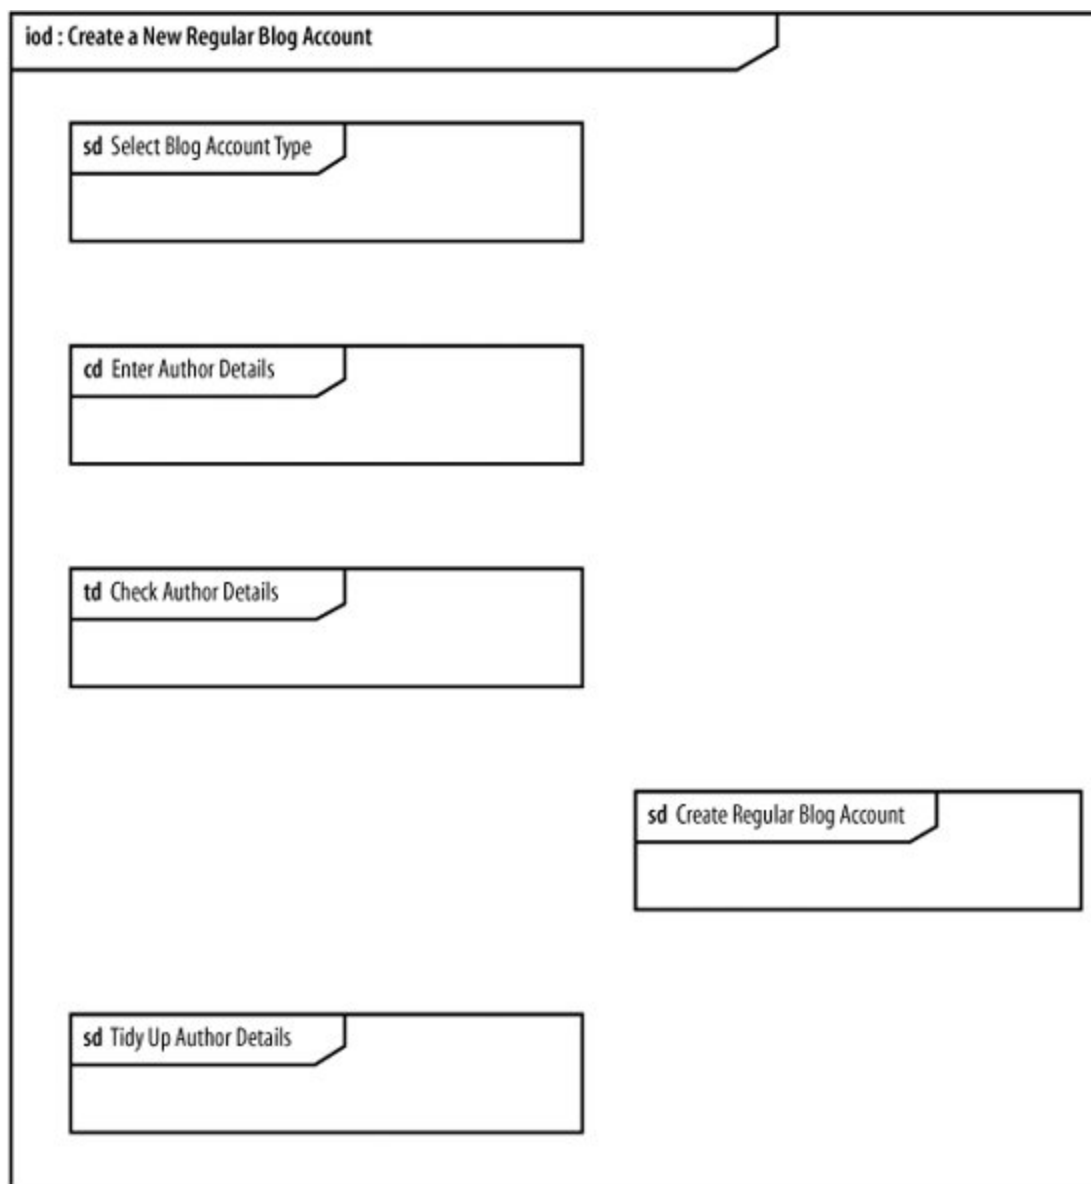 iod : Create a New Regular Blog Account
sd Select Blog Account Type
cd Enter Author Details
td Check Author Details
sd Create Regular Blog Account
sd Tidy Up Author Details